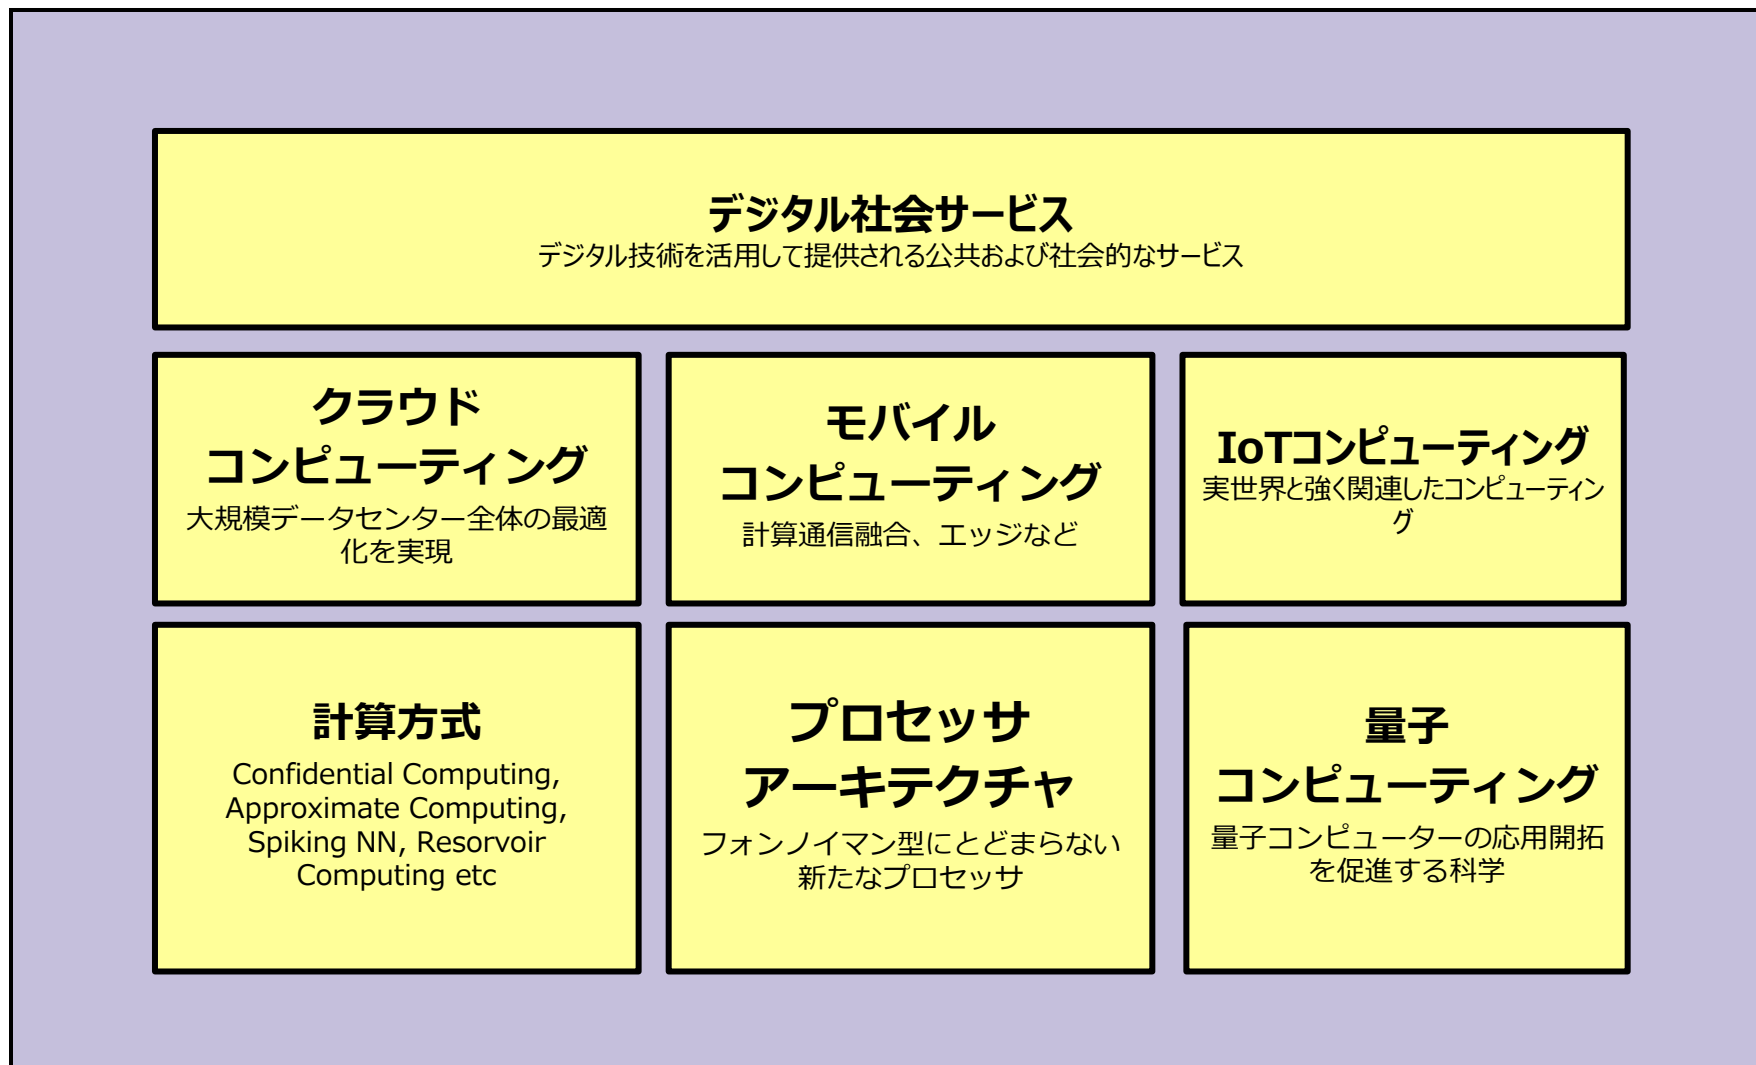 デジタル社会サービス
デジタル技術を活用して提供される公共および社会的なサービス
クラウド
コンピューティング
大規模データセンター全体の最適
化を実現
モバイル
コンピューティング
計算通信融合、エッジなど
IoTコンピューティング
実世界と強く関連したコンピューティン
グ
計算方式
Confidential Computing,
Approximate Computing,
Spiking NN, Resorvoir
Computing etc
プロセッサ
アーキテクチャ
フォンノイマン型にとどまらない
新たなプロセッサ
量子
コンピューティング
量子コンピューターの応用開拓
を促進する科学